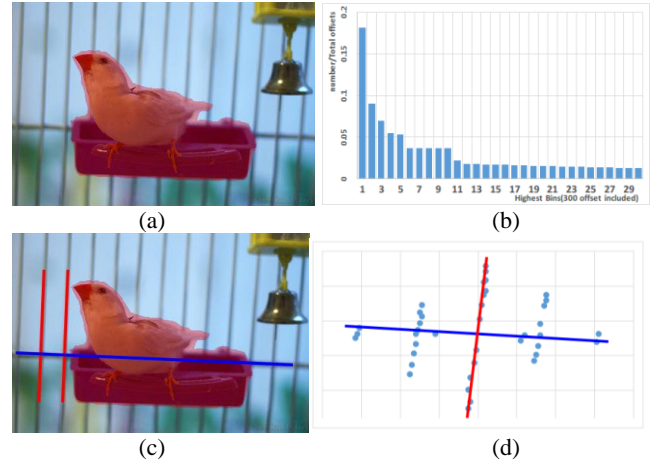 (a)
number/Total offsets
0 0.05 0.1 0.15 0.2
1 3 5 7 9 11 13 15 17 19 21 23 25 27 29
Highest Bins(300 offset included)
(b)
(c)
(d)